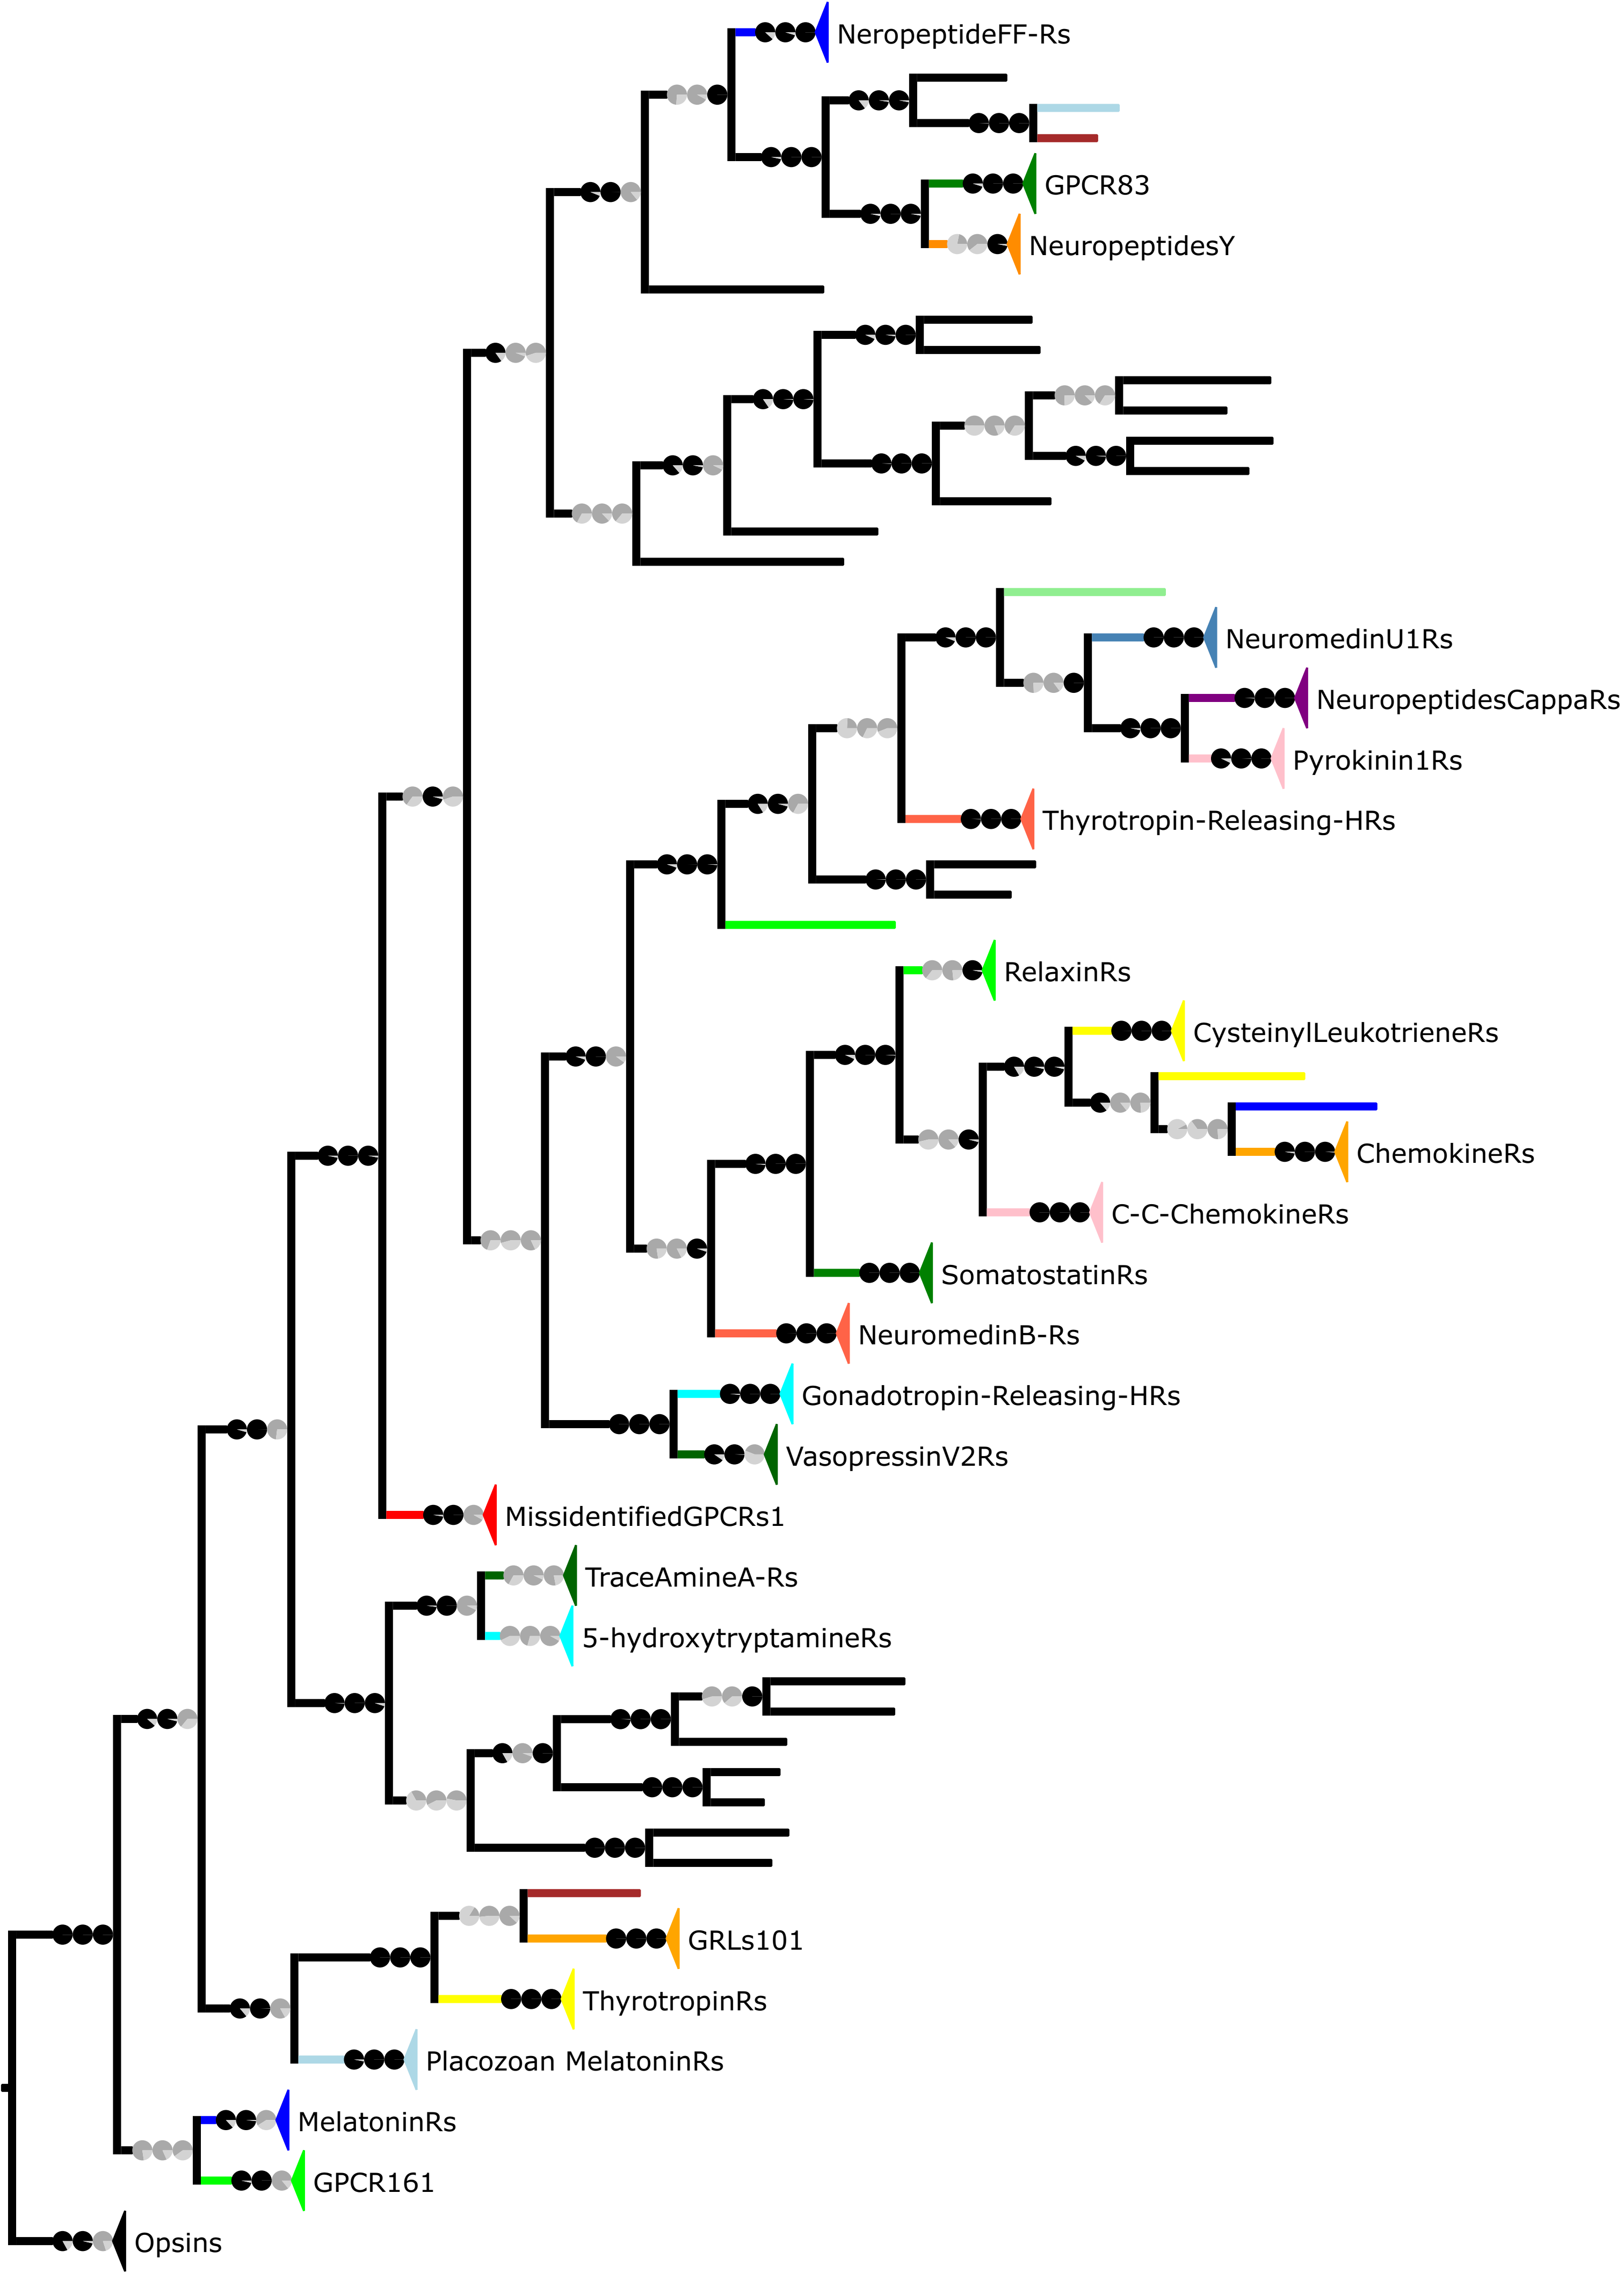 NeropeptideFF-Rs
GPCR83
NeuropeptidesY
NeuromedinU1Rs
NeuropeptidesCappaRs
Pyrokinin1Rs
Thyrotropin-Releasing-HRs
RelaxinRs
CysteinylLeukotrieneRs
ChemokineRs
C-C-ChemokineRs
SomatostatinRs
NeuromedinB-Rs
Gonadotropin-Releasing-HRs
VasopressinV2Rs
MissidentifiedGPCRs1
TraceAmineA-Rs
5-hydroxytryptamineRs
GRLs101
ThyrotropinRs
Placozoan MelatoninRs
MelatoninRs
GPCR161
Opsins